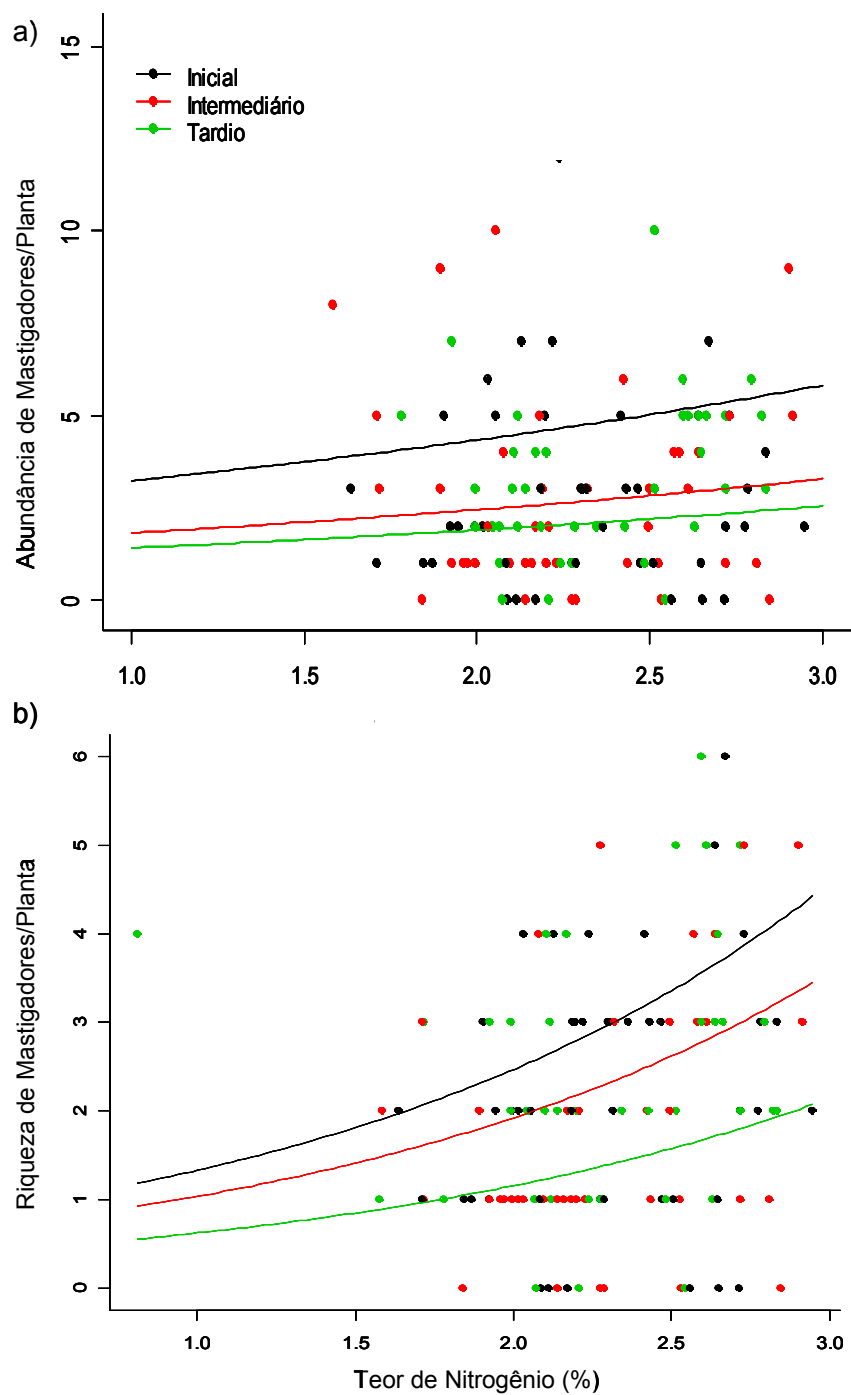 a)
Abundância de Mastigadores/Planta
15
10
5
0
Inicial
Intermediário
Tardio
1.0 1.5 2.0 2.5 3.0
b)
Riqueza de Mastigadores/Planta
6
5
4
3
2
1
0
1.0 1.5 2.0 2.5 3.0
Teor de Nitrogênio (%)